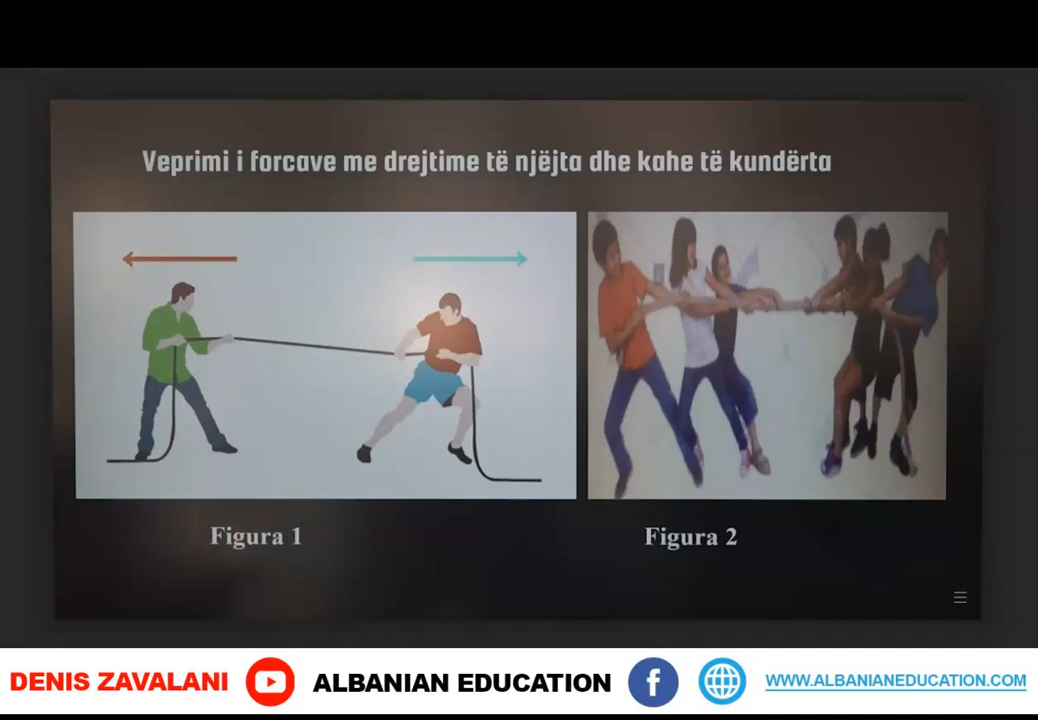 Veprimi i forcave me drejtime të njëjta dhe kahe të kundërta
Figura 1
Figura 2
DENIS ZAVALANI
ALBANIAN EDUCATION
WWW.ALBANIANEDUCATION.COM